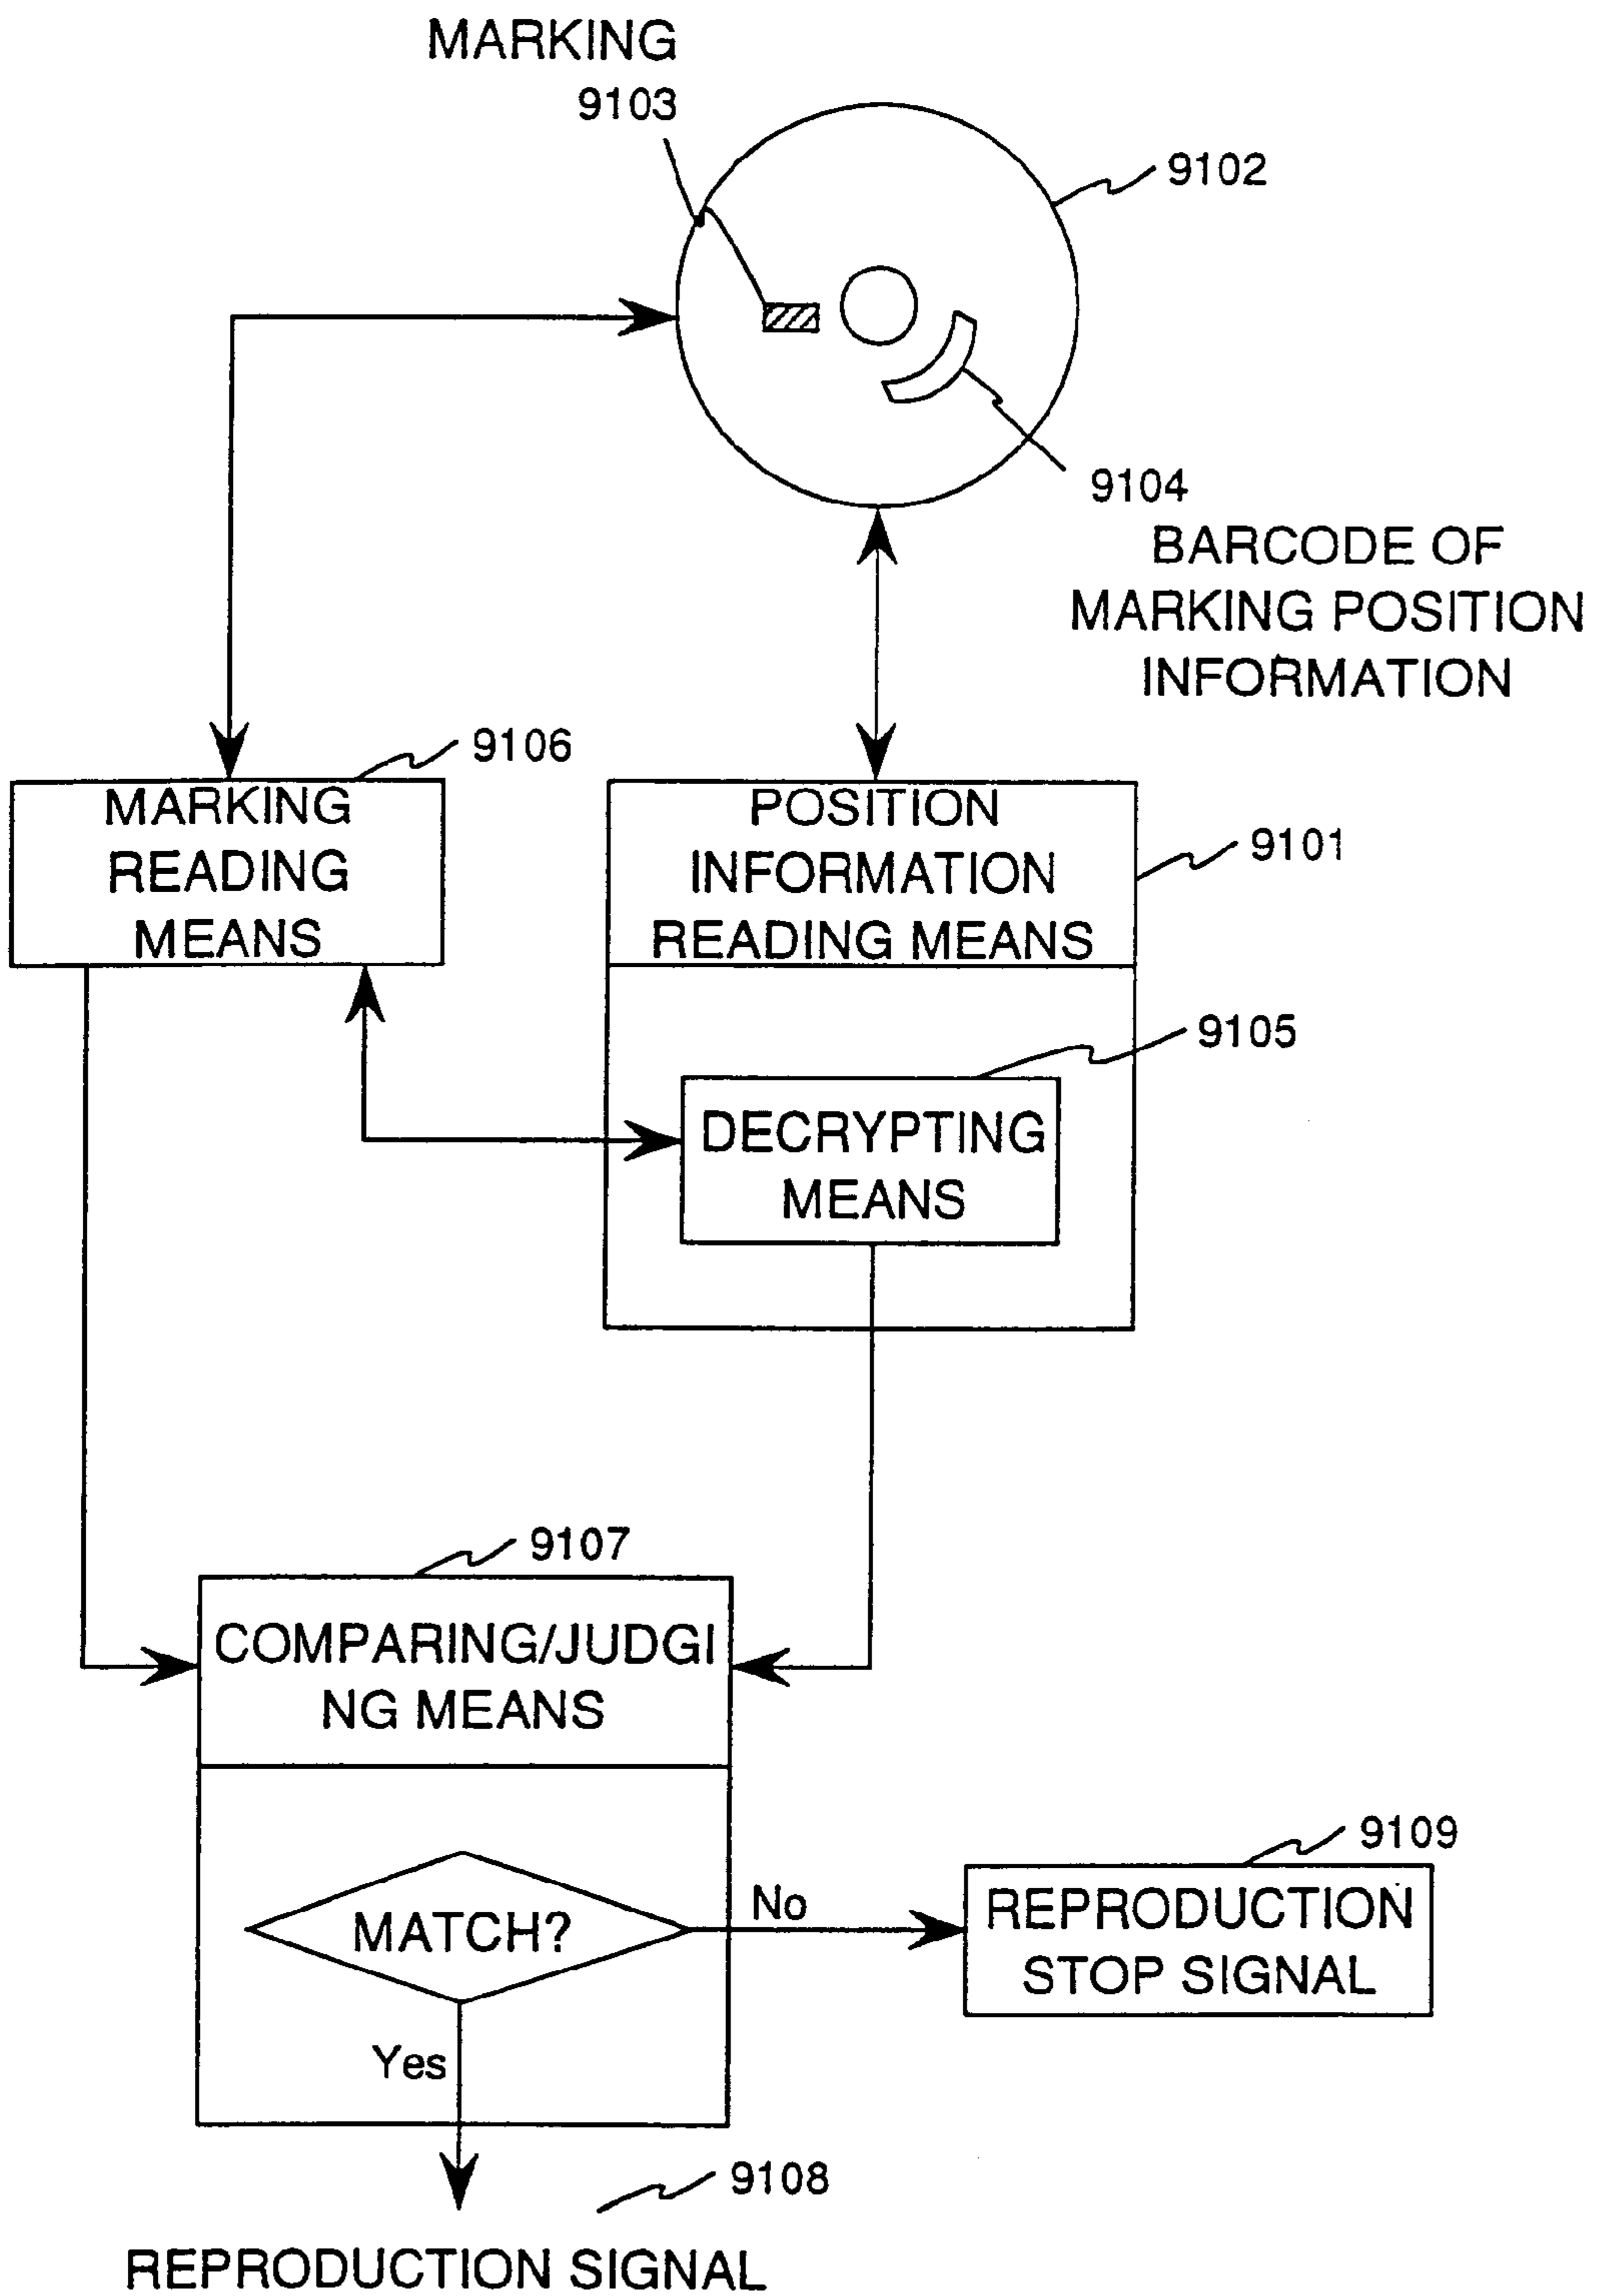 MARKING
9103
9102
9104
BARCODE OF
MARKING POSITION
INFORMATION
9106
MARKING
READING
MEANS
POSITION
INFORMATION
READING MEANS
9101
9105
DECRYPTING
MEANS
9107
COMPARING/JUDGI
NG MEANS
MATCH?
No
9109
REPRODUCTION
STOP SIGNAL
Yes
9108
REPRODUCTION SIGNAL